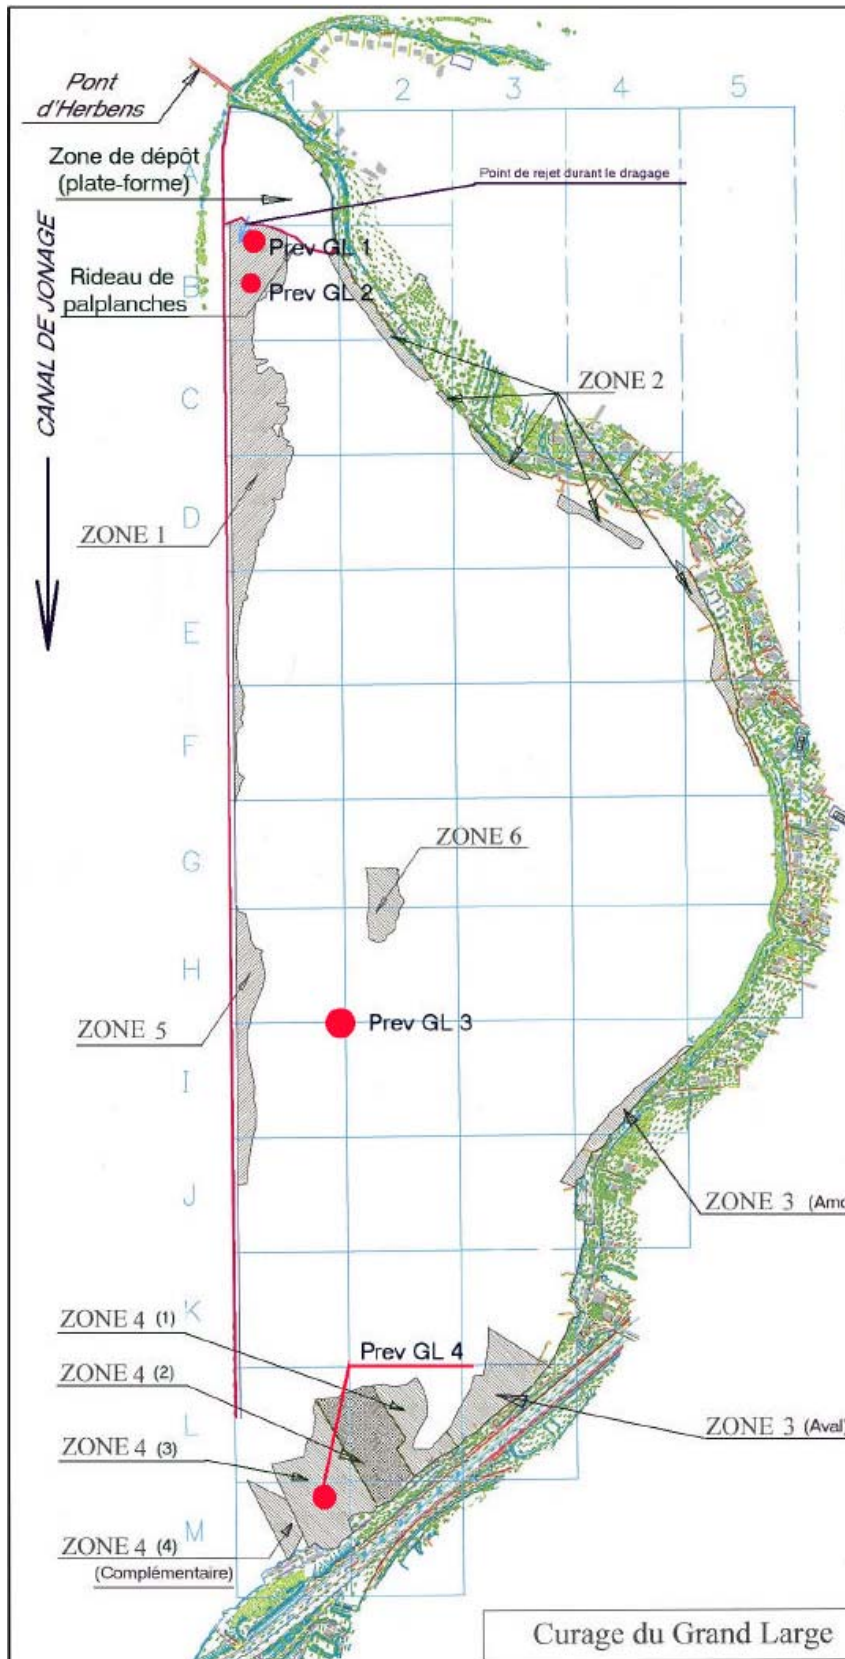 1 2 3 4 5
Pont
d'Herbens
Zone de dépôt
(plate-forme)
A
Point de rejet durant le dragage
Prev GL 1
Rideau de
palplanches
B
Prev GL 2
CANAL DE JONAGE
C
ZONE 2
D
ZONE 1
E
F
G
ZONE 6
H
ZONE 5
Prev GL 3
I
J
ZONE 3 (Amo
K
ZONE 4 (1)
Prev GL 4
ZONE 4 (2)
L
ZONE 3 (Aval)
ZONE 4 (3)
M
ZONE 4 (4)
(Complémentaire)
Curage du Grand Large